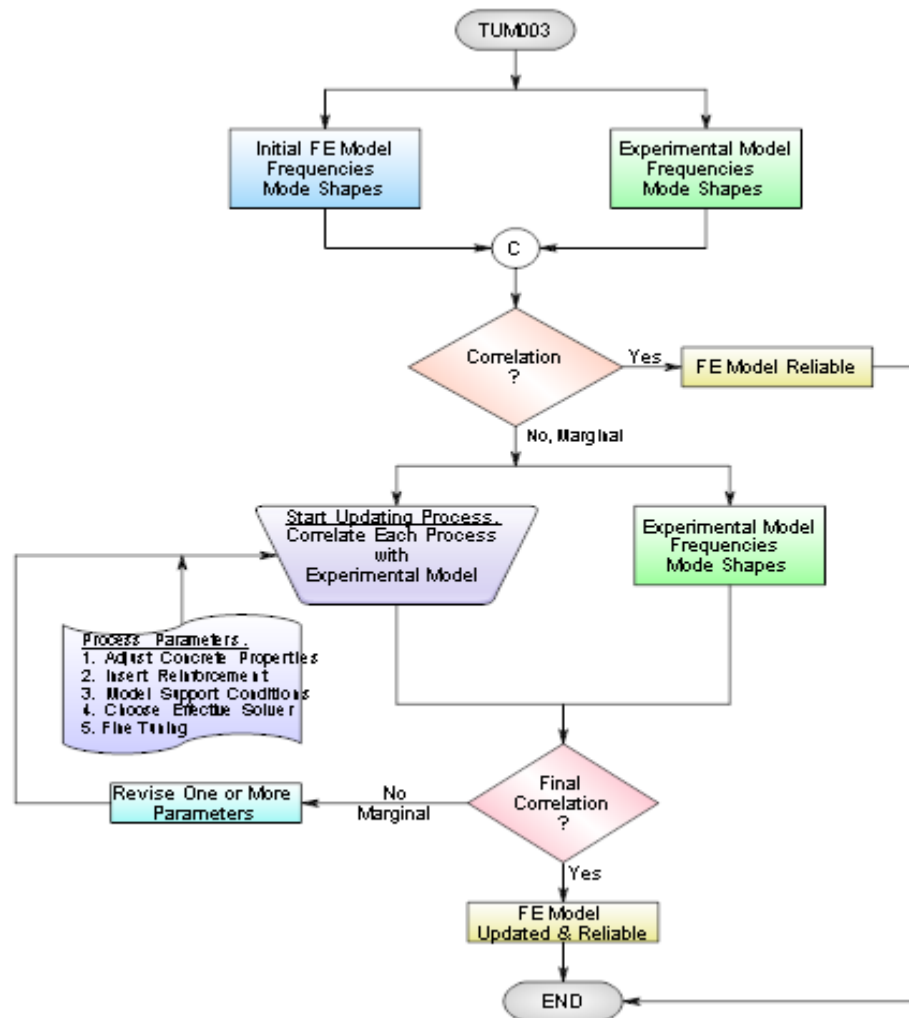 TUM003
Initial FE Model
Frequencies
Mode Shapes
Experimental Model
Frequencies
Mode Shapes
C
Correlation
?
Yes
FE Model Reliable
No, Marginal
Start Updating Process.
Correlate Each Process
with
Experimental Model
Experimental Model
Frequencies
Mode Shapes
Process Parameters.
1. Adjust Concrete Properties
2. Insert Reinforcement
3. Model Support Conditions
4. Choose Effective Solver
5. Fine Tuning
Final
Correlation
?
No
Marginal
Revise One or More
Parameters
Yes
FE Model
Updated & Reliable
END